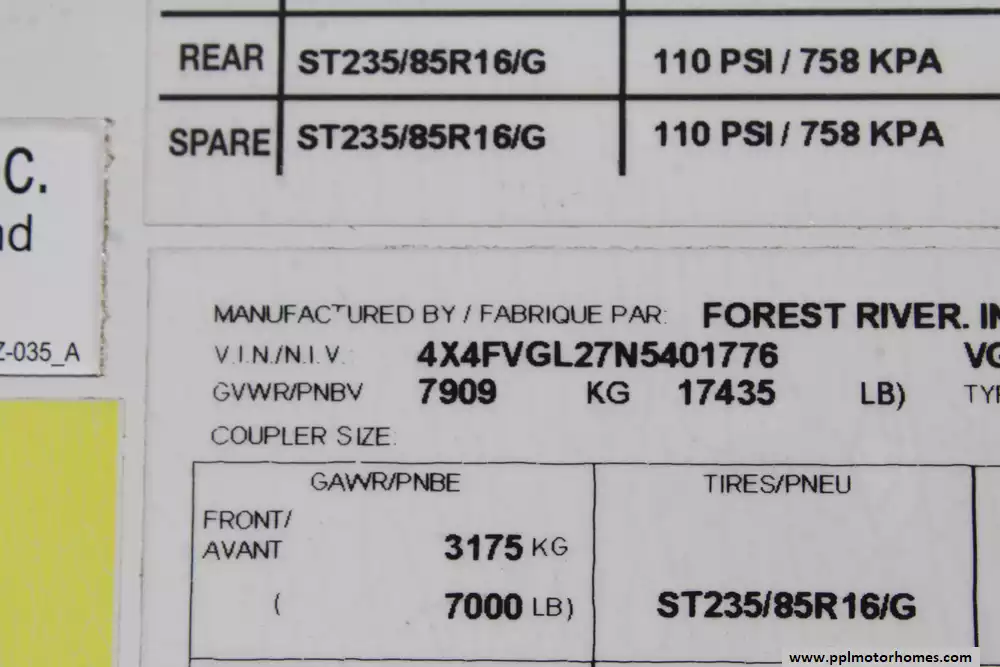 REAR ST235/85R16/G 110 PSI / 758 KPA
SPARE ST235/85R16/G 110 PSI / 758 KPA
C.
Z-035_A
MANUFACTURED BY / FABRIQUE PAR: FOREST RIVER. IN
V.I.N./N.I.V. 4X4FVGL27N5401776 VG
GVWR/PNBV 7909 KG 17435 LB) TYP
COUPLER SIZE:
GAWR/PNBE TIRES/PNEU
FRONT/
AVANT 3175 KG
( 7000 LB) ST235/85R16/G
www.pplmotorhomes.com